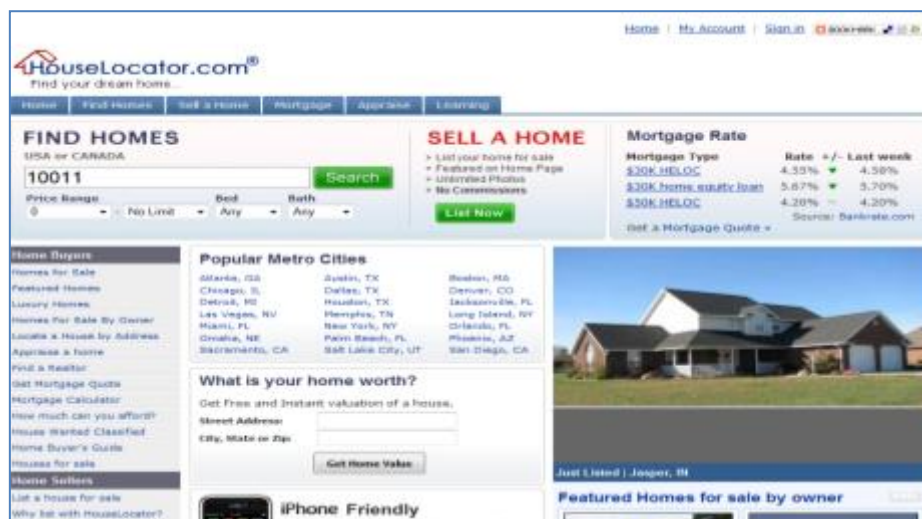 Home | My Account | Sign in
HouseLocator.com®
Find your dream home...
Home Find Homes Sell a Home Mortgage Appraise Learning
FIND HOMES
USA or CANADA
10011 Search
Price Range Bed Bath
0 - No Limit Any Any
SELL A HOME
List your home for sale
Featured on Home Page
Unlimited Photos
No Commissions
List Now
Mortgage Rate
Mortgage Type Rate +/- Last week
$30K HELOC 4.55% 4.58%
$30K home equity loan 5.67% 5.70%
$50K HELOC 4.20% 4.20%
Source: Bankrate.com
Get a Mortgage Quote »
Home Buyers
Homes for Sale
Featured Homes
Luxury Homes
Homes For Sale By Owner
Locate a House by Address
Appraise a home
Find a Realtor
Get Mortgage Quote
Mortgage Calculator
How much can you afford?
House Wanted Classified
Home Buyer's Guide
Houses for sale
Home Sellers
List a house for sale
Why list with HouseLocator?
Popular Metro Cities
Atlanta, GA Austin, TX Boston, MA
Chicago, IL Dallas, TX Denver, CO
Detroit, MI Houston, TX Jacksonville, FL
Las Vegas, NV Memphis, TN Long Island, NY
Miami, FL New York, NY Orlando, FL
Omaha, NE Palm Beach, FL Phoenix, AZ
Sacramento, CA Salt Lake City, UT San Diego, CA
What is your home worth?
Get Free and Instant valuation of a house.
Street Address:
City, State or Zip:
Get Home Value
iPhone Friendly
Just Listed | Jasper, IN
Featured Homes for sale by owner